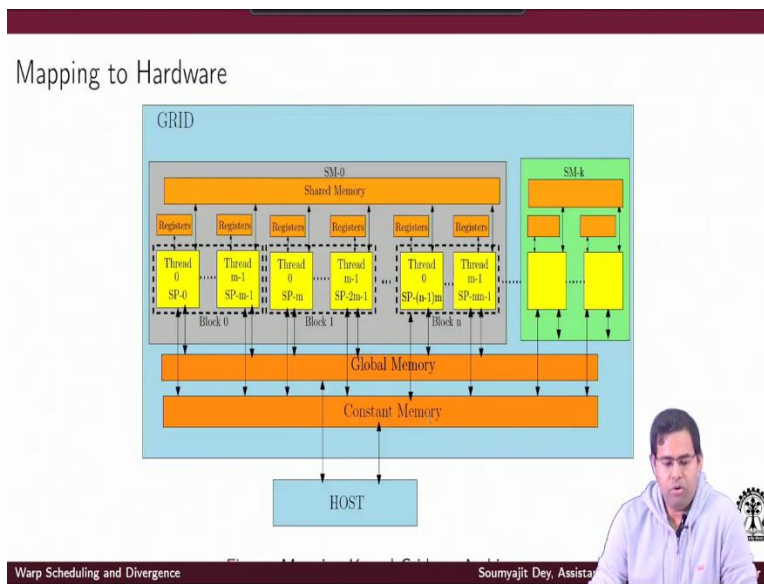 Mapping to Hardware
GRID
SM-0
SM-k
Shared Memory
Registers Registers Registers Registers Registers Registers
Thread Thread Thread Thread Thread Thread
0 m-1 0 m-1 0 m-1
SP-0 SP-m-1 SP-m SP-2m-1 SP-(n-1)m SP-nm-1
Block 0 Block 1 Block n
Global Memory
Constant Memory
HOST
Warp Scheduling and Divergence Soumyajit Dey,